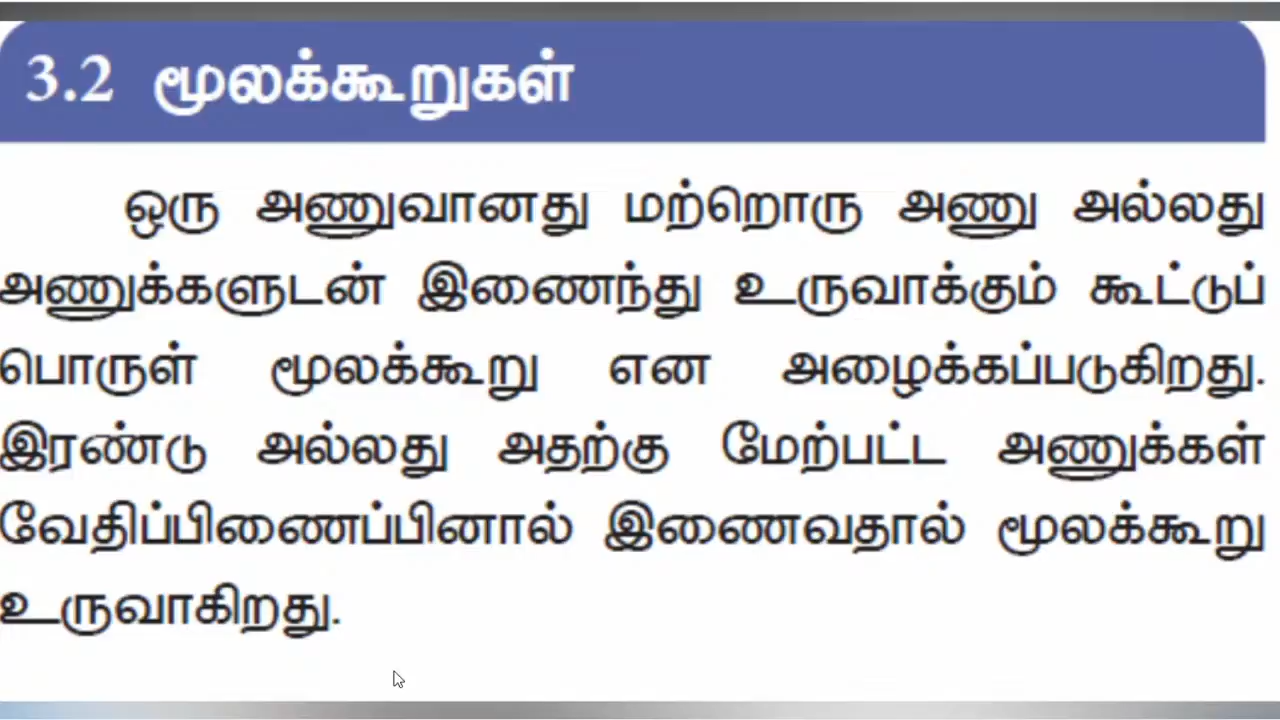 3.2 மூலக்கூறுகள்
ஒரு அணுவானது மற்றொரு அணு அல்லது
அணுக்களுடன் இணைந்து உருவாக்கும் கூட்டுப்
பொருள் மூலக்கூறு என அழைக்கப்படுகிறது.
இரண்டு அல்லது அதற்கு மேற்பட்ட அணுக்கள்
வேதிப்பிணைப்பினால் இணைவதால் மூலக்கூறு
உருவாகிறது.